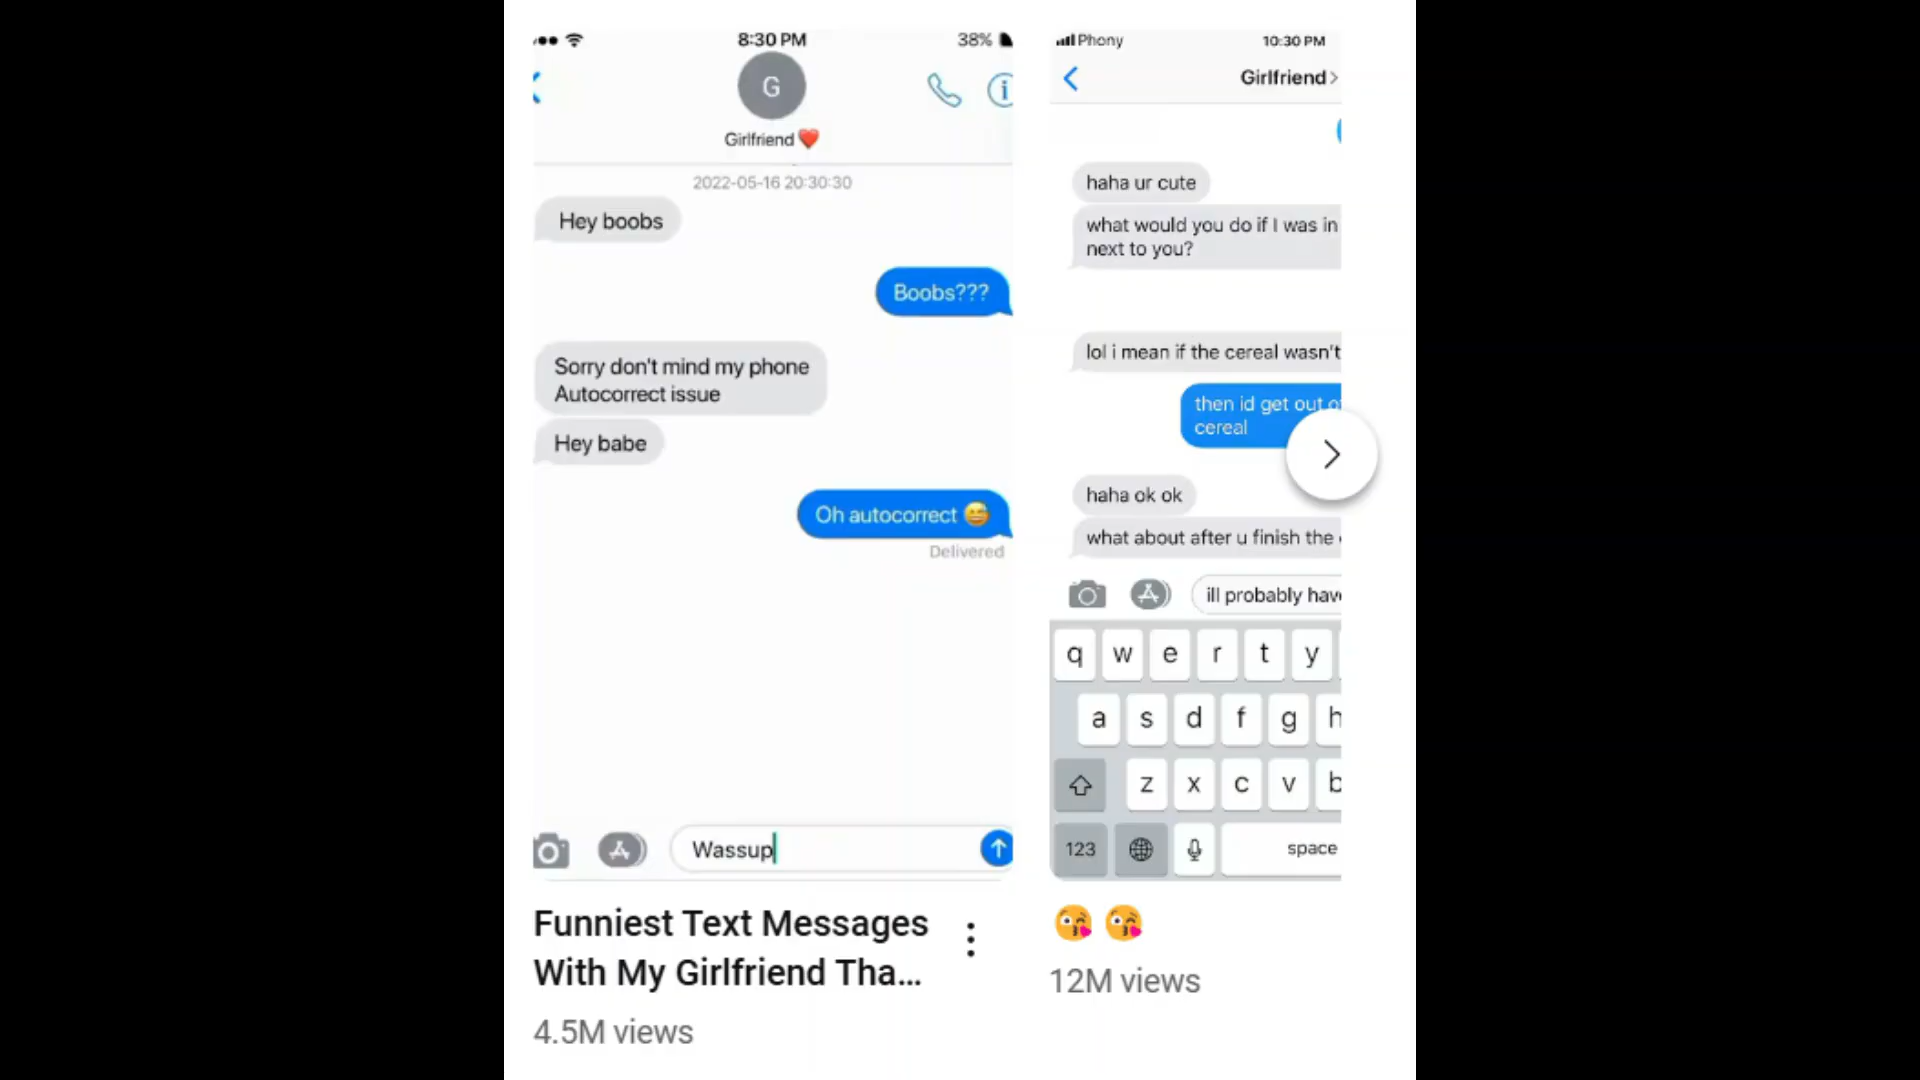 8:30 PM
38%
G
Girlfriend ❤️
2022-05-16 20:30:30
Hey boobs
Boobs???
Sorry don't mind my phone
Autocorrect issue
Hey babe
Oh autocorrect 😅
Delivered
Wassup
Funniest Text Messages
With My Girlfriend Tha...
4.5M views
Phony
10:30 PM
Girlfriend >
haha ur cute
what would you do if I was in
next to you?
lol i mean if the cereal wasn't
then id get out
cereal
haha ok ok
what about after u finish the
ill probably
q w e r t y
a s d f g h
z x c v b
123
space
😘 😘
12M views